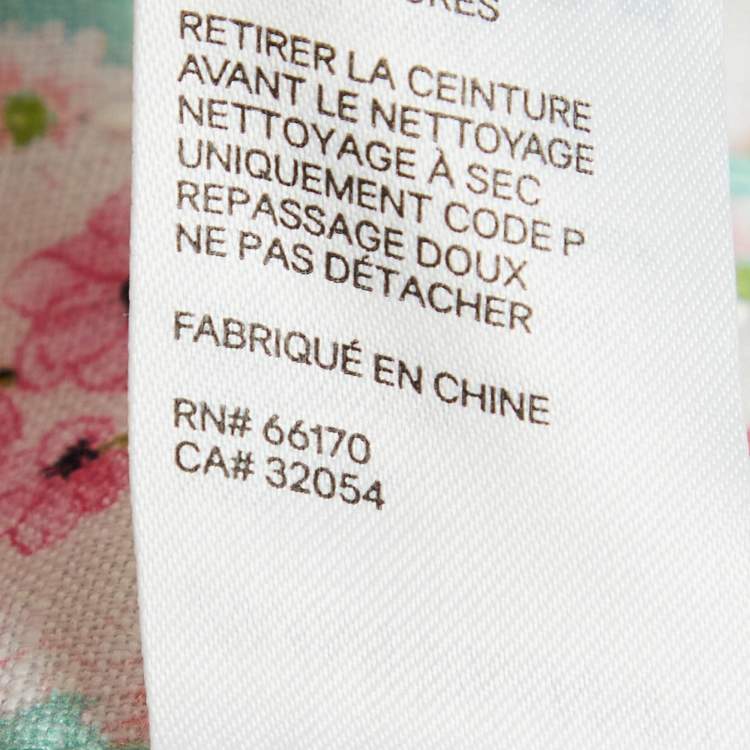 RETIRER LA CEINTURE
AVANT LE NETTOYAGE
NETTOYAGE À SEC
UNIQUEMENT CODE P
REPASSAGE DOUX
NE PAS DÉTACHER
FABRIQUÉ EN CHINE
RN# 66170
CA# 32054